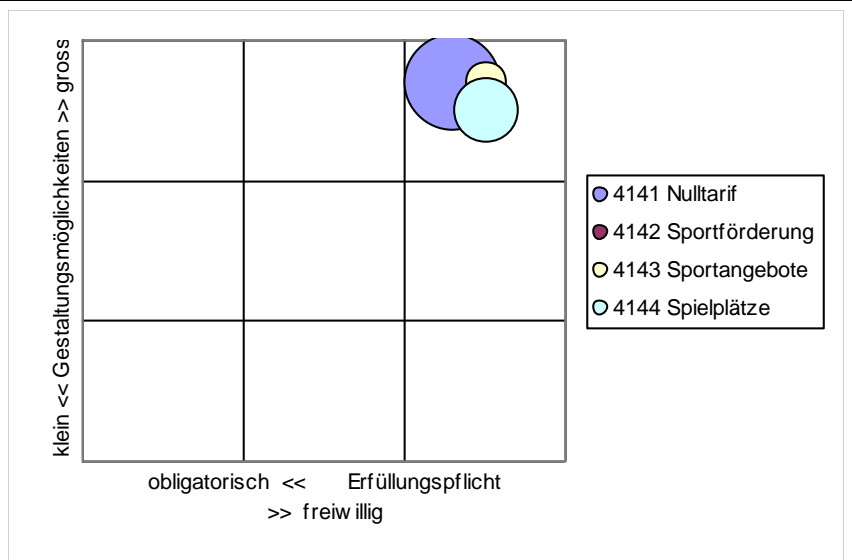 klein << Gestaltungsmöglichkeiten >> gross
4141 Nulltarif
4142 Sportförderung
4143 Sportangebote
4144 Spielplätze
obligatorisch << Erfüllungspflicht
>> freiwillig